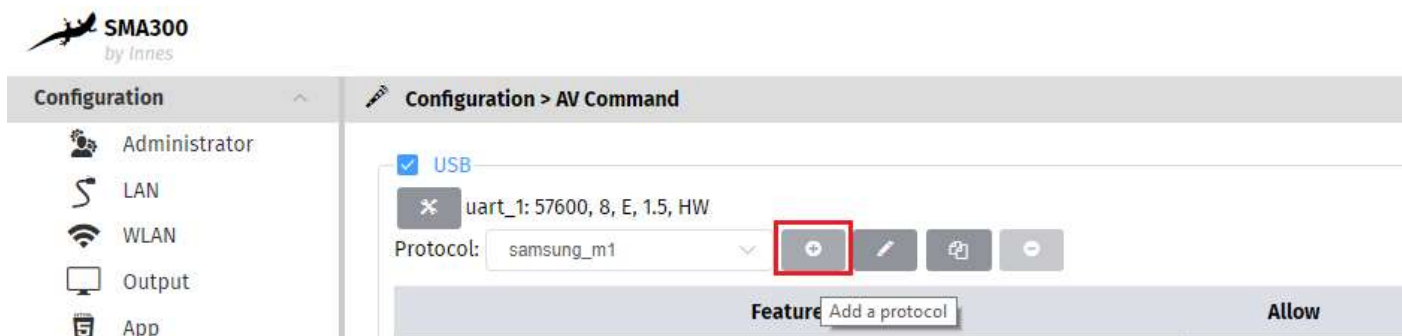 SMA300
by Innes
Configuration
Administrator
LAN
WLAN
Output
App
Configuration > AV Command
USB
uart_1: 57600, 8, E, 1.5, HW
Protocol: samsung_m1
Feature Allow
Add a protocol